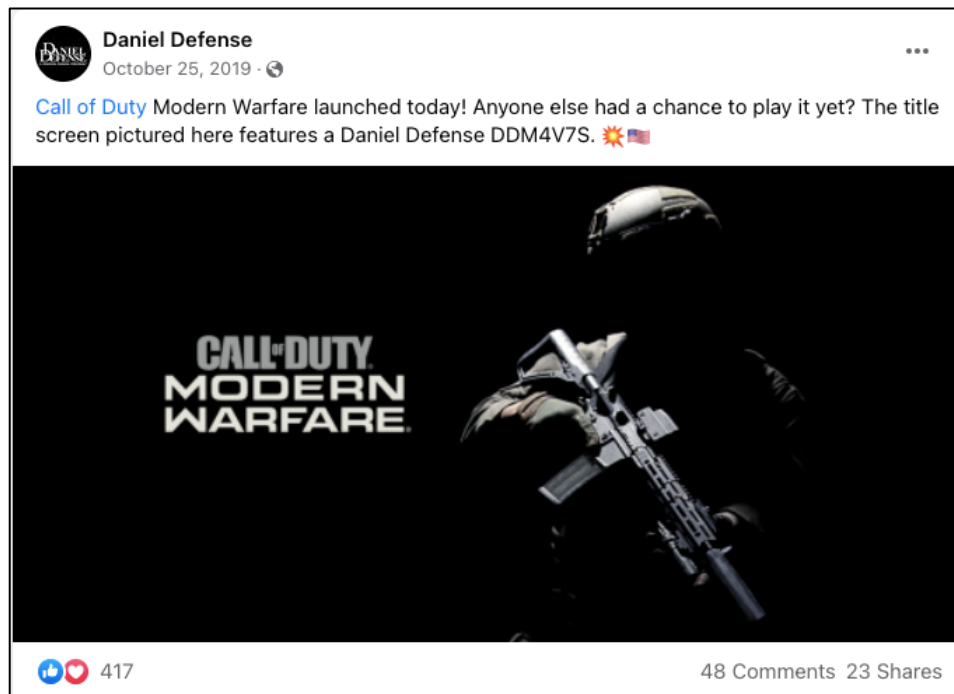 DANIEL
DEFENSE
Daniel Defense
October 25, 2019 ·
Call of Duty Modern Warfare launched today! Anyone else had a chance to play it yet? The title
screen pictured here features a Daniel Defense DDM4V7S. 💥🇺🇸
CALL OF DUTY®
MODERN
WARFARE®
417
48 Comments 23 Shares